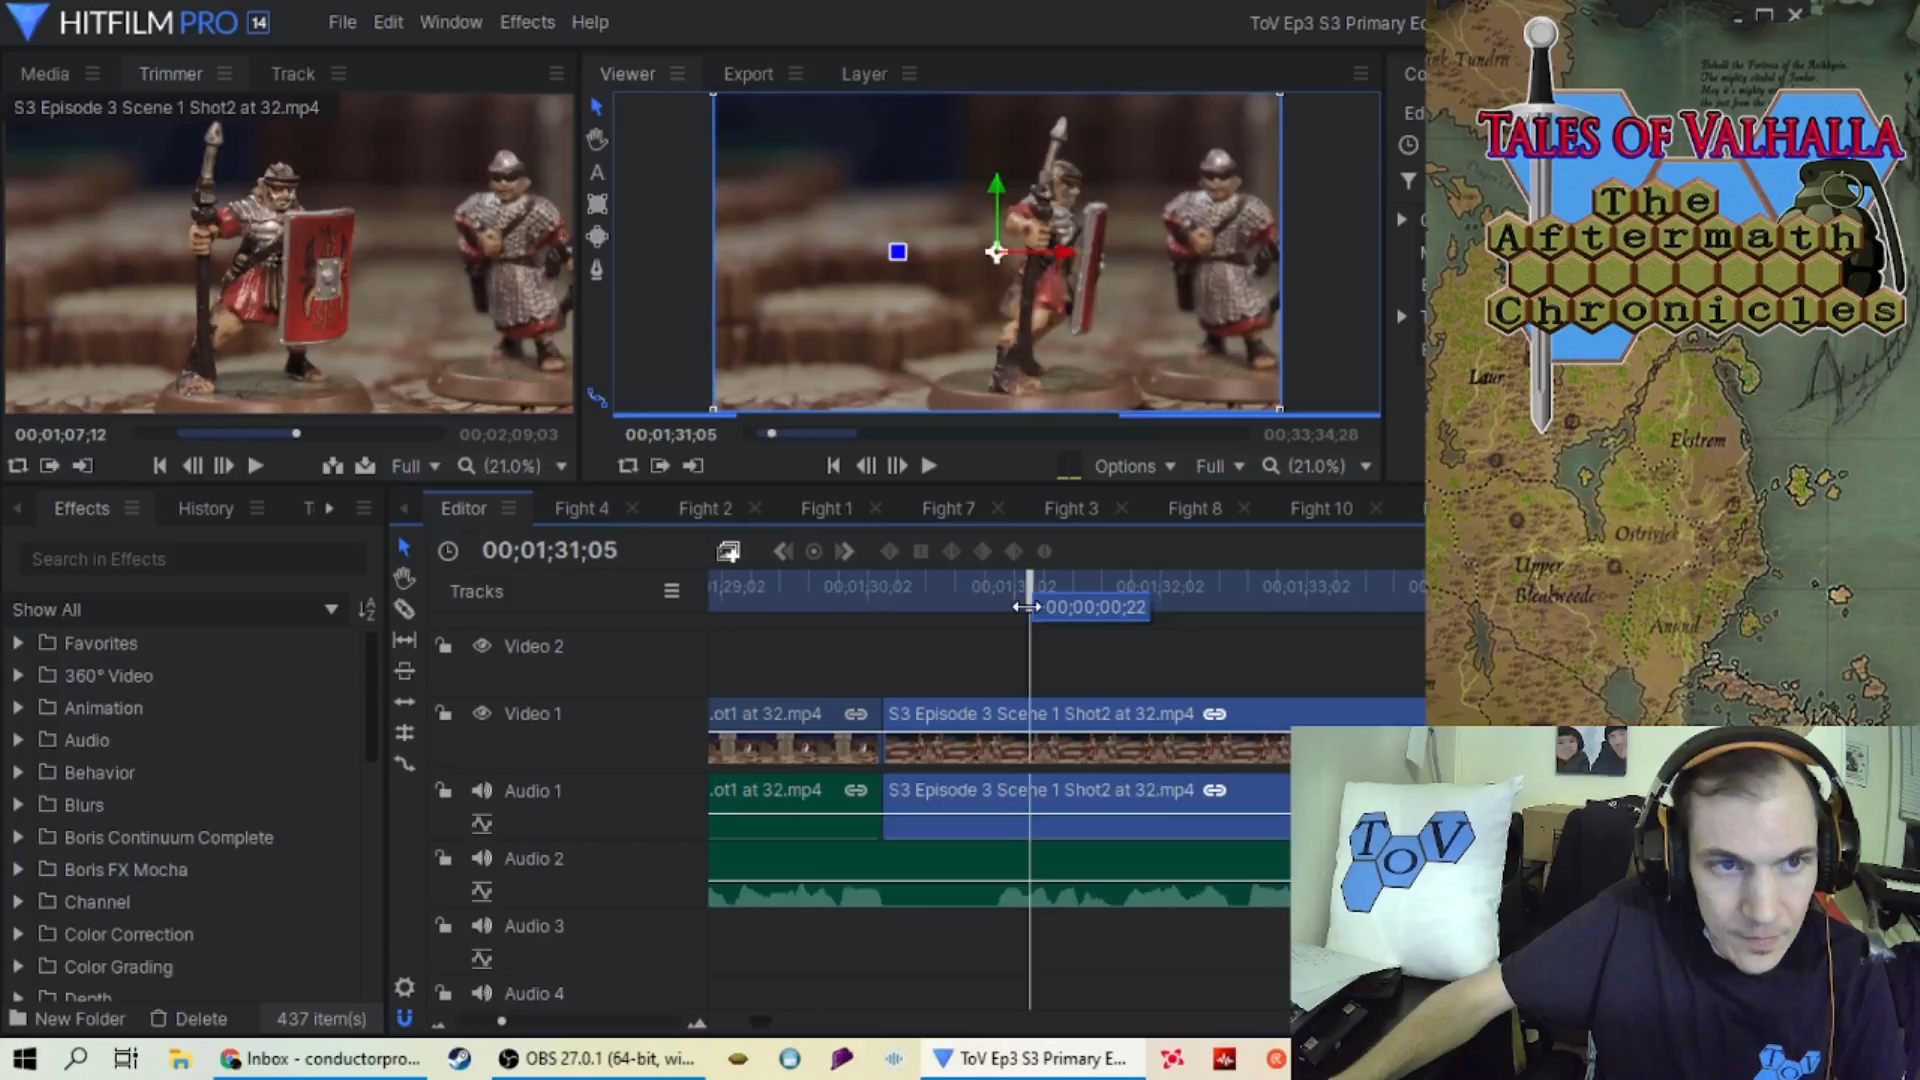 HITFILM PRO 14
File Edit Window Effects Help
ToV Ep3 S3 Primary Ec
Media Trimmer Track
Viewer Export Layer
S3 Episode 3 Scene 1 Shot2 at 32.mp4
00;01;07;12
00;02;09;03
00;01;31;05
00;33;34;28
Full (21.0%)
Options Full (21.0%)
Effects History
Editor Fight 4 Fight 2 Fight 1 Fight 7 Fight 3 Fight 8 Fight 10
Search in Effects
00;01;31;05
Show All
Tracks
00;01;30;02
00;01;32;02
00;01;33;02
00;00;00;22
Favorites
360° Video
Animation
Audio
Behavior
Blurs
Boris Continuum Complete
Boris FX Mocha
Channel
Color Correction
Color Grading
Depth
New Folder Delete 437 item(s)
Video 2
Video 1
.ot1 at 32.mp4 S3 Episode 3 Scene 1 Shot2 at 32.mp4
Audio 1
.ot1 at 32.mp4 S3 Episode 3 Scene 1 Shot2 at 32.mp4
Audio 2
Audio 3
Audio 4
TALES OF VALHALLA
The
Aftermath
Chronicles
Laur
Ekstrem
Upper
TOV
TOV
Inbox - conductorpro...
OBS 27.0.1 (64-bit, wi...
ToV Ep3 S3 Primary E...